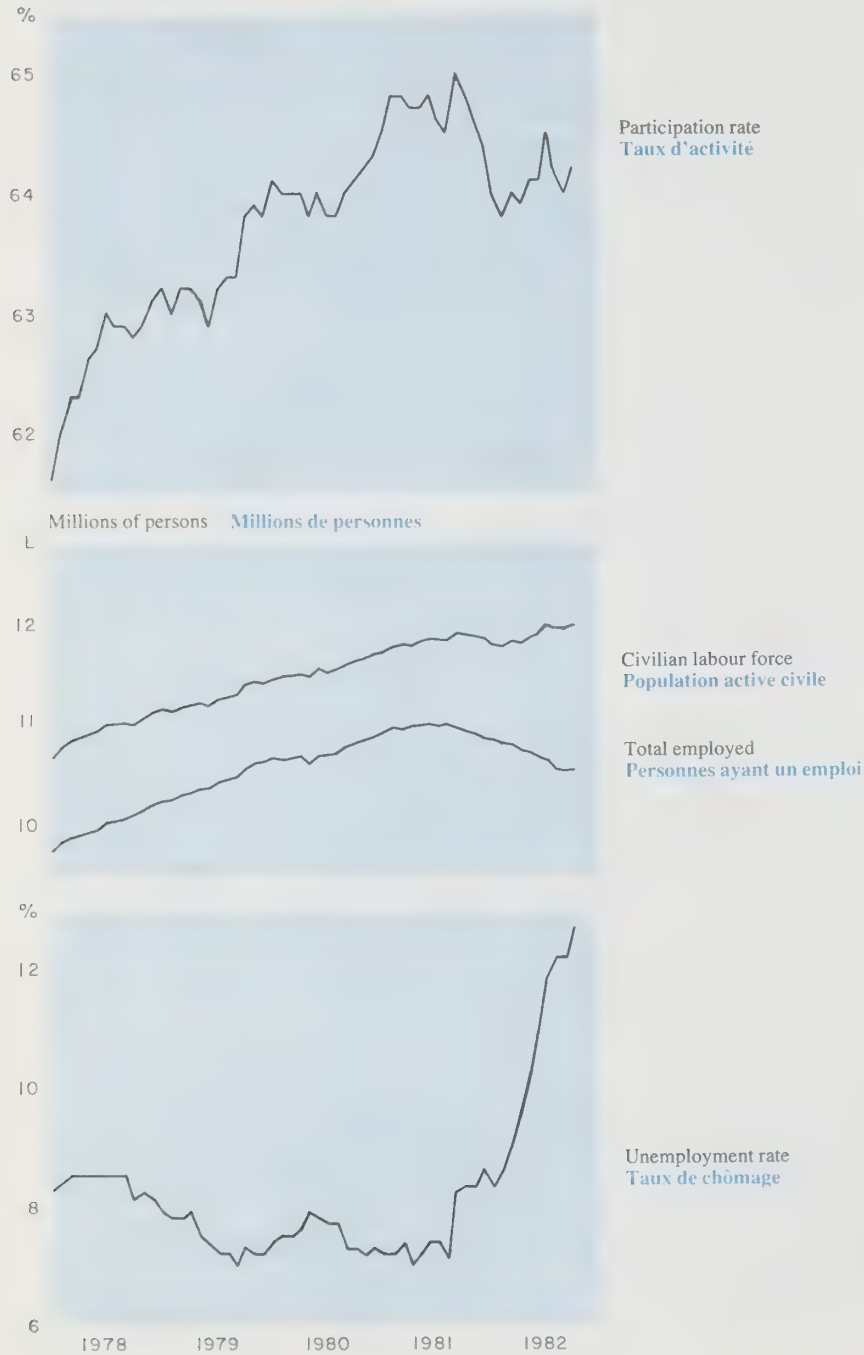 %
65
Participation rate
Taux d'activité
64
63
62
Millions of persons Millions de personnes
L
12
Civilian labour force
Population active civile
11
Total employed
Personnes ayant un emploi
10
%
12
10
Unemployment rate
Taux de chômage
8
6
1978 1979 1980 1981 1982